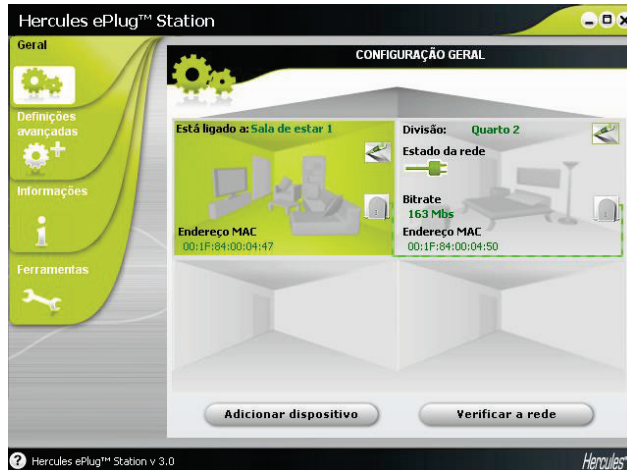 Hercules ePlug™ Station
Geral
CONFIGURAÇÃO GERAL
Definições
avançadas
Informações
Ferramentas
Está ligado a: Sala de estar 1
Endereço MAC
00:1F:84:00:04:47
Divisão: Quarto 2
Estado da rede
Bitrate
163 Mbs
Endereço MAC
00:1F:84:00:04:50
Adicionar dispositivo
Verificar a rede
? Hercules ePlug™ Station v 3.0
Hercules